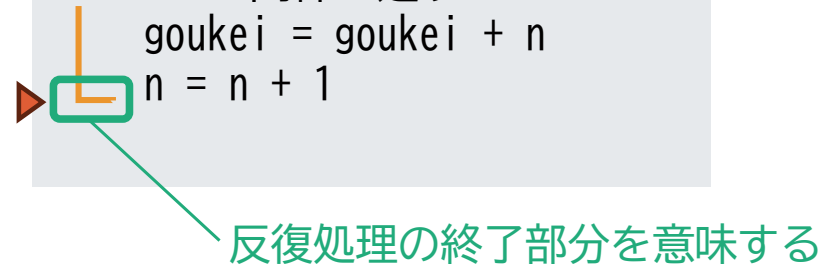 goukei = goukei + n
n = n + 1
反復処理の終了部分を意味する